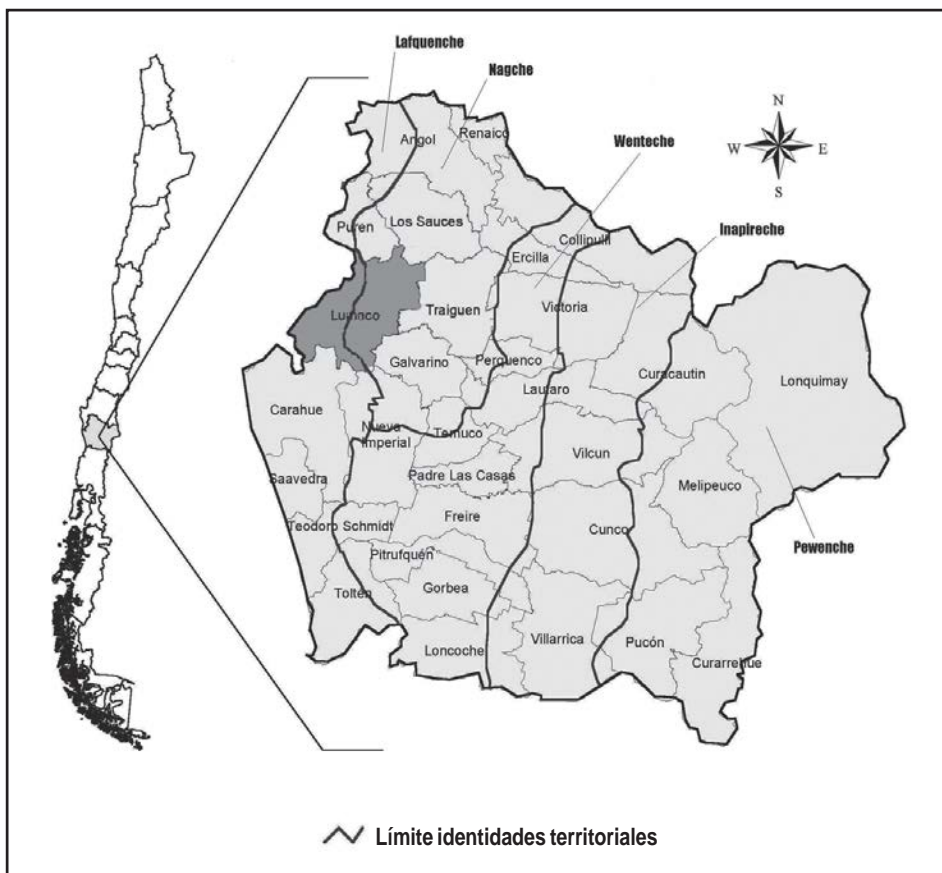 Lafquenche
Nagche
Wenteche
Inapireche
N
W E
S
Angol
Renaico
Puren
Los Sauces
Collipulli
Ercilla
Lumaco
Traiguen
Victoria
Galvarino
Perquenco
Curacautin
Lonquimay
Carahue
Lautaro
Nueva
Imperial
Temuco
Vilcun
Saavedra
Padre Las Casas
Melipeuco
Teodoro Schmidt
Freire
Cunco
Pewenche
Pitrufquén
Toltén
Gorbea
Loncoche
Villarrica
Pucón
Curarrehue
Límite identidades territoriales